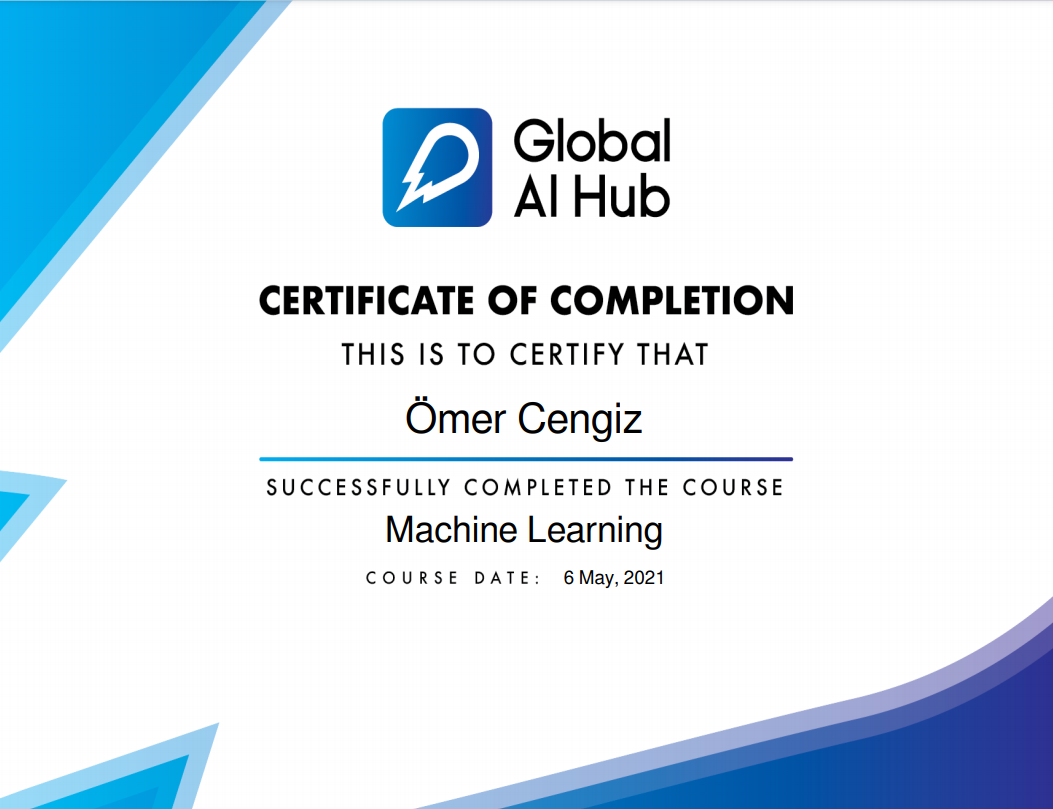 Global
AI Hub
CERTIFICATE OF COMPLETION
THIS IS TO CERTIFY THAT
Ömer Cengiz
SUCCESSFULLY COMPLETED THE COURSE
Machine Learning
COURSE DATE: 6 May, 2021